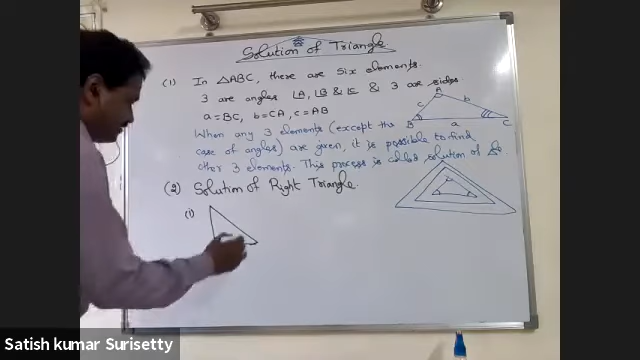 Solution of Triangle
(1) In △ABC, there are six elements.
3 are angles ∠A, ∠B & ∠C & 3 are sides
a = BC, b = CA, c = AB
When any 3 elements (except the
case of angles) are given, it is possible to find
other 3 elements. This process is
solution of
A
c
b
B
a
C
(2) Solution of Right Triangle.
(i)
Satish kumar Surisetty